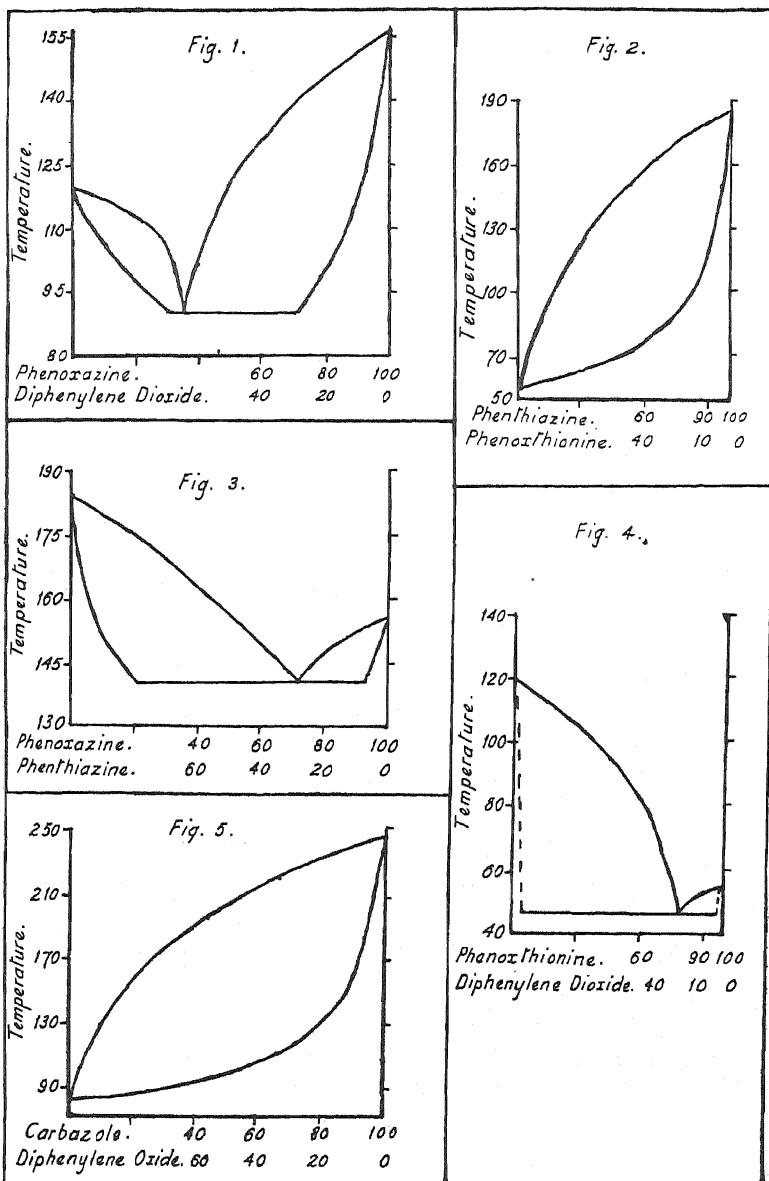 Fig. 1.
155
140
125
110
95
80
Temperature.
Phenoxazine. 60 80 100
Diphenylene Dioxide. 40 20 0
Fig. 2.
190
160
130
100
70
50
Temperature.
Phenthiazine. 60 90 100
Phenoxthionine. 40 10 0
Fig. 3.
190
175
160
145
130
Temperature.
Phenoxazine. 40 60 80 100
Phenthiazine. 60 40 20 0
Fig. 4.
140
120
100
80
60
40
Temperature.
Phenoxthionine. 60 90 100
Diphenylene Dioxide. 40 10 0
Fig. 5.
250
210
170
130
90
Temperature.
Carbazole. 40 60 80 100
Diphenylene Oxide. 60 40 20 0